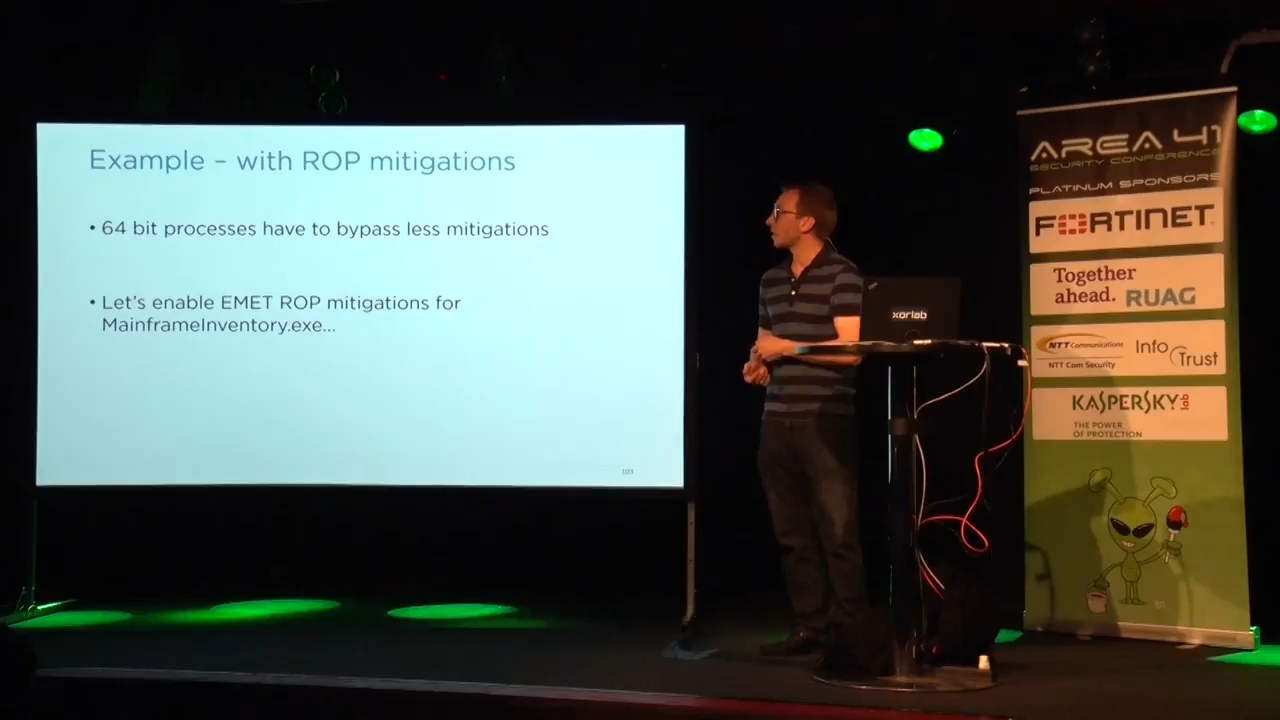 Example – with ROP mitigations
• 64 bit processes have to bypass less mitigations
• Let's enable EMET ROP mitigations for
MainframeInventory.exe...
103
xorlab
AREA 41
SECURITY CONFERENCE
PLATINUM SPONSORS
FORTINET
Together
ahead. RUAG
NTT Communications
NTT Com Security
Info
Trust
KASPERSKY lab
THE POWER
OF PROTECTION